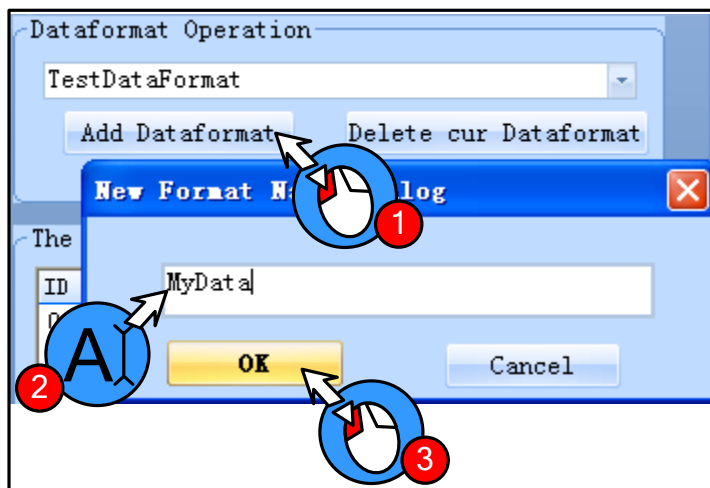 Dataformat Operation
TestDataFormat
Add Dataformat
Delete cur Dataformat
New Format
log
1
The
ID
MyData
A
2
OK
Cancel
3